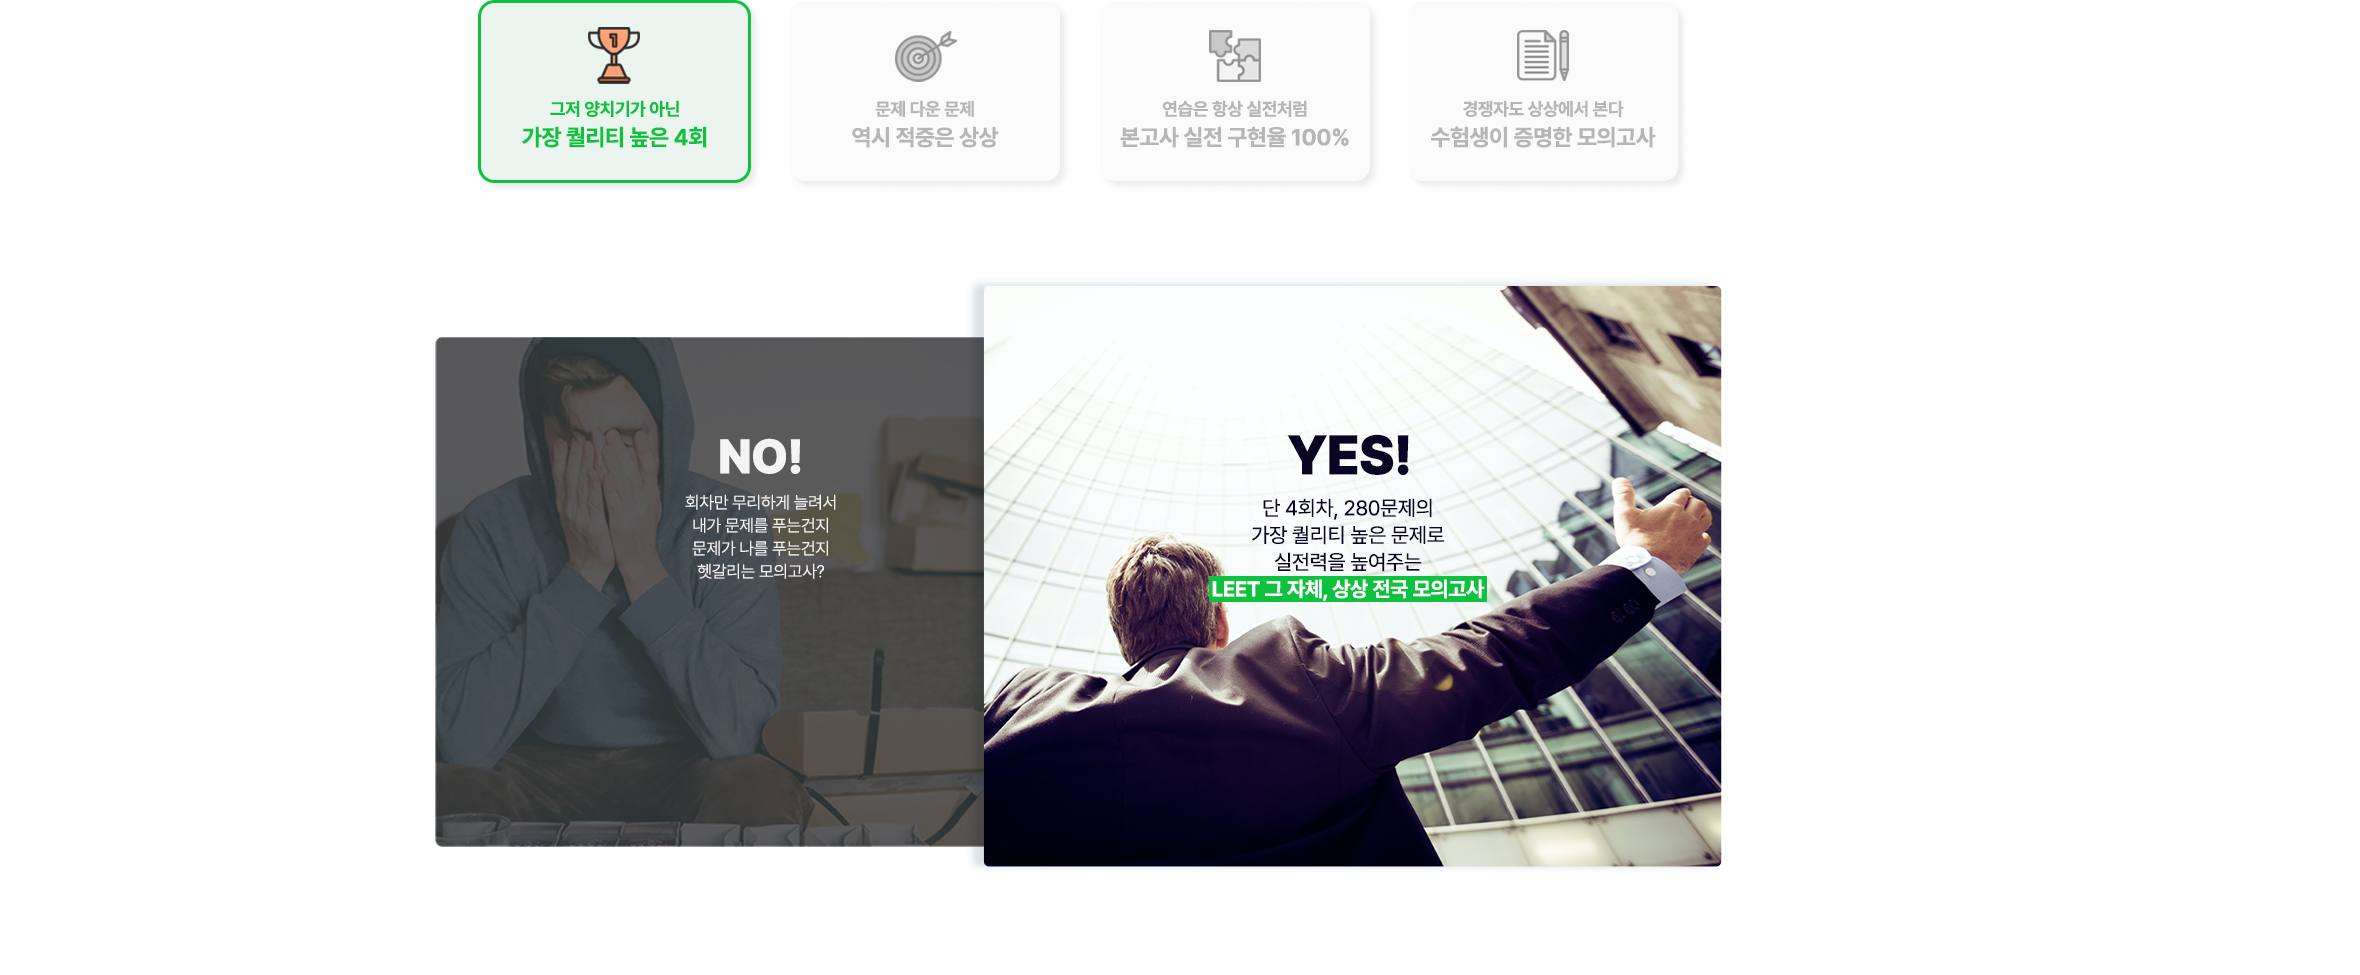 그저 양치기가 아닌
가장 퀄리티 높은 4회
문제 다운 문제
역시 적중은 상상
연습은 항상 실전처럼
본고사 실전 구현율 100%
경쟁자도 상상에서 본다
수험생이 증명한 모의고사
NO!
회차만 무리하게 늘려서
내가 문제를 푸는건지
문제가 나를 푸는건지
헷갈리는 모의고사?
YES!
단 4회차, 280문제의
가장 퀄리티 높은 문제로
실전력을 높여주는
LEET 그 자체, 상상 전국 모의고사